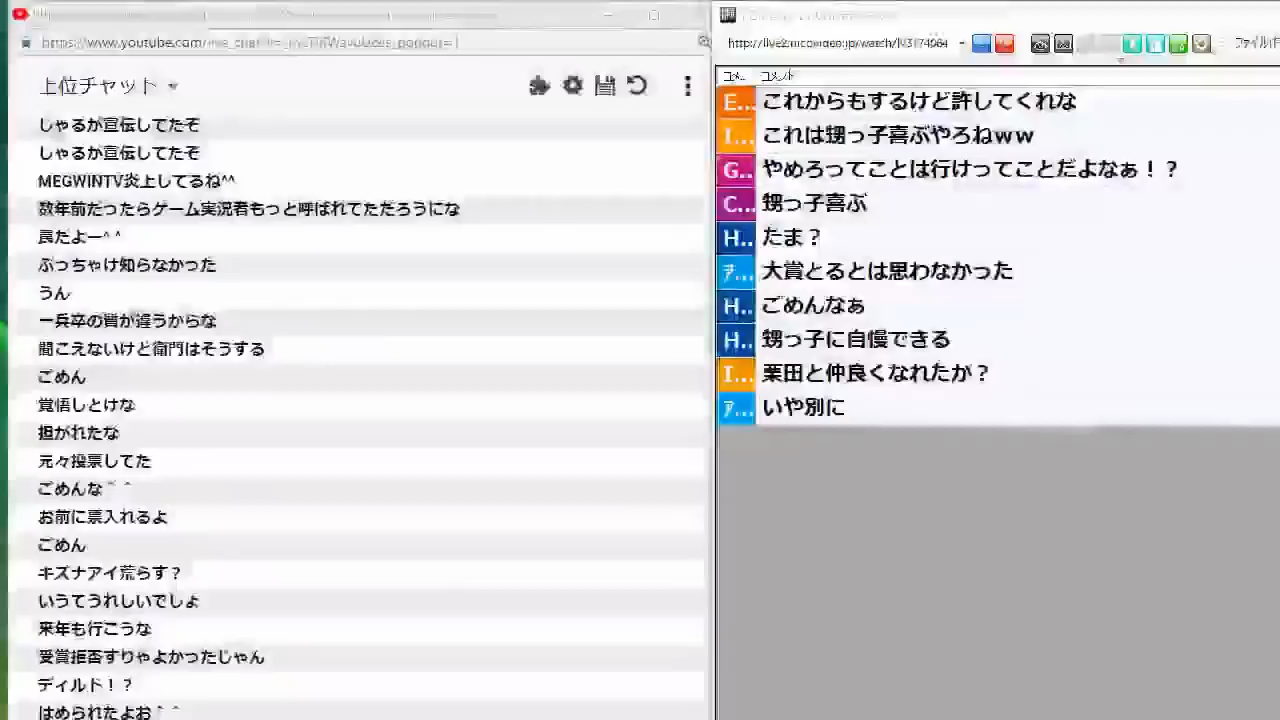 上位チャット
しゃるが宣伝してたぞ
しゃるが宣伝してたぞ
MEGWINTV炎上してるね^^
数年前だったらゲーム実況者もっと呼ばれてただろうにな
罠だよー^ ^
ぶっちゃけ知らなかった
うん
一兵卒の質が違うからな
聞こえないけど衛門はそうする
ごめん
覚悟しとけな
担がれたな
元々投票してた
ごめんな＾＾
お前に票入れるよ
ごめん
キズナアイ荒らす？
いうてうれしいでしょ
来年も行こうな
受賞拒否すりゃよかったじゃん
ディルド！？
はめられたよお＾＾
コメ... コメント
E... これからもするけど許してくれな
I... これは甥っ子喜ぶやろねｗｗ
G.. やめろってことは行けってことだよなぁ！？
C... 甥っ子喜ぶ
H.. たま？
ｱ... 大賞とるとは思わなかった
H.. ごめんなぁ
H.. 甥っ子に自慢できる
I... 栗田と仲良くなれたか？
ｱ... いや別に